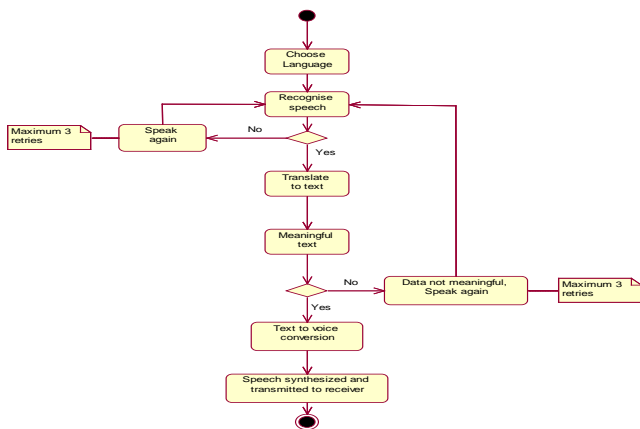 Choose
Language
Recognise
speech
Maximum 3
retries
Speak
again
No
Yes
Translate
to text
Meaningful
text
No
Data not meaningful,
Speak again
Maximum 3
retries
Yes
Text to voice
conversion
Speech synthesized and
transmitted to receiver